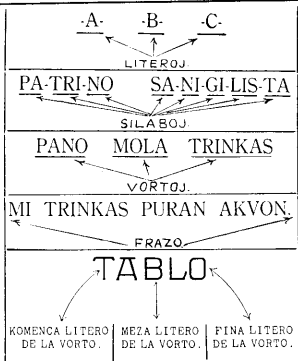 -A- -B- -C-
LITEROJ.
PA-TRI-NO SA-NI-GI-LIS-TA
SILABOJ.
PANO MOLA TRINKAS
VORTOJ.
MI TRINKAS PURAN AKVON.
FRAZO.
TABLO
KOMENCA LITERO MEZA LITERO FINA LITERO
DE LA VORTO. DE LA VORTO. DE LA VORTO.